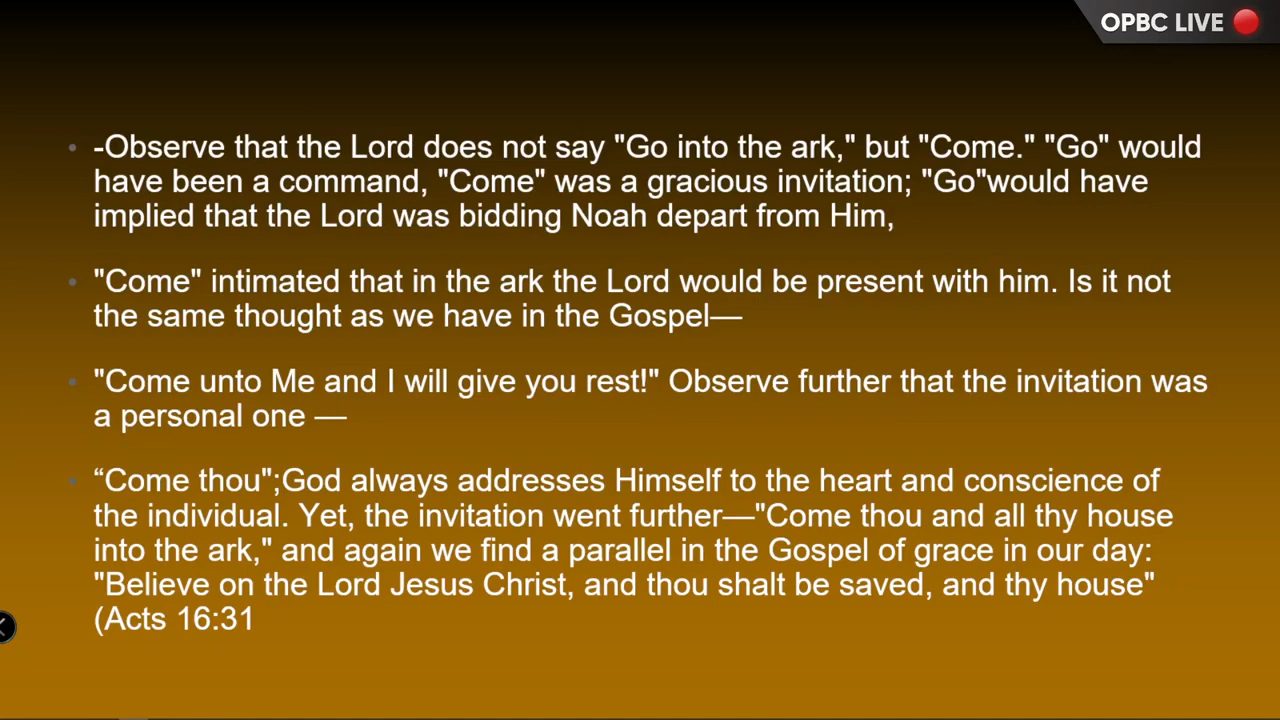 OPBC LIVE
-Observe that the Lord does not say "Go into the ark," but "Come." "Go" would
have been a command, "Come" was a gracious invitation; "Go"would have
implied that the Lord was bidding Noah depart from Him,
"Come" intimated that in the ark the Lord would be present with him. Is it not
the same thought as we have in the Gospel—
"Come unto Me and I will give you rest!" Observe further that the invitation was
a personal one —
“Come thou";God always addresses Himself to the heart and conscience of
the individual. Yet, the invitation went further—"Come thou and all thy house
into the ark," and again we find a parallel in the Gospel of grace in our day:
"Believe on the Lord Jesus Christ, and thou shalt be saved, and thy house"
(Acts 16:31